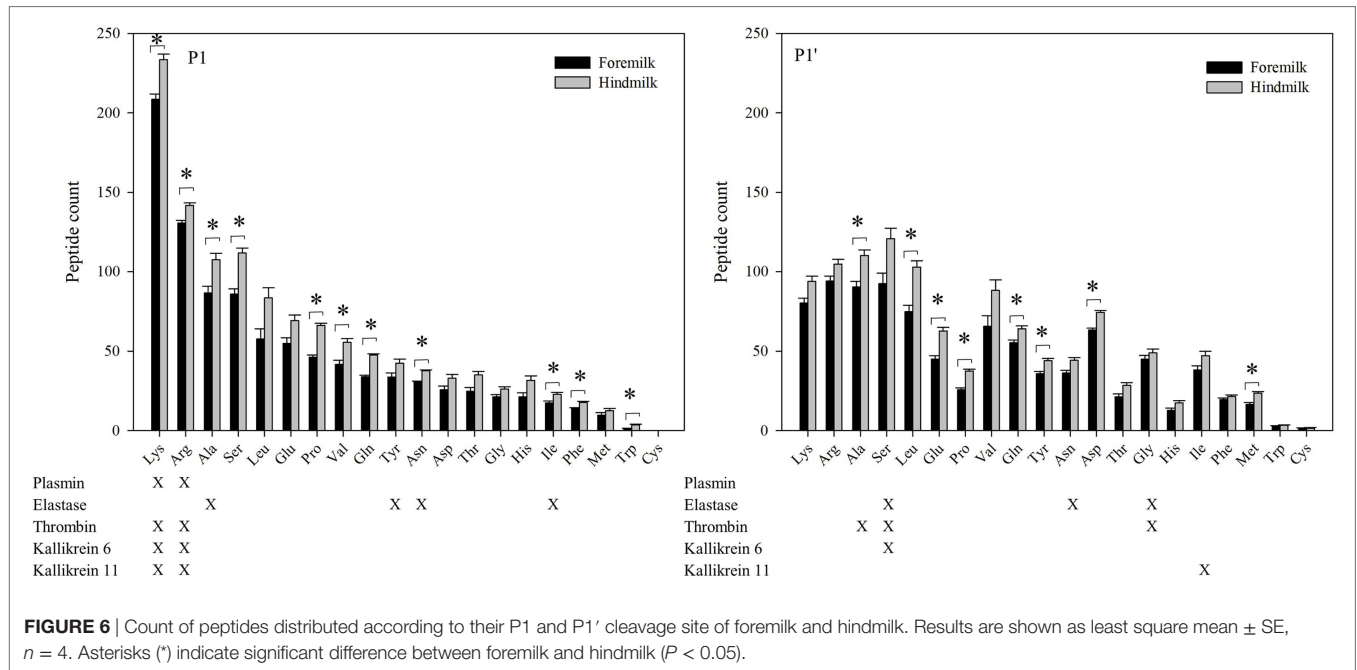 P1
Foremilk
Hindmilk
Peptide count
250
200
150
100
50
0
* * * * * * * * * * *
Lys Arg Ala Ser Leu Glu Pro Val Gln Tyr Asn Asp Thr Gly His Ile Phe Met Trp Cys
Plasmin X X
Elastase X X X X
Thrombin X X
Kallikrein 6 X X
Kallikrein 11 X X
P1'
Foremilk
Hindmilk
Peptide count
250
200
150
100
50
0
* * * * * * * *
Lys Arg Ala Ser Leu Glu Pro Val Gln Tyr Asn Asp Thr Gly His Ile Phe Met Trp Cys
Plasmin
Elastase X X X
Thrombin X X X
Kallikrein 6 X
Kallikrein 11 X
FIGURE 6 | Count of peptides distributed according to their P1 and P1′ cleavage site of foremilk and hindmilk. Results are shown as least square mean ± SE,
n = 4. Asterisks (*) indicate significant difference between foremilk and hindmilk (P < 0.05).